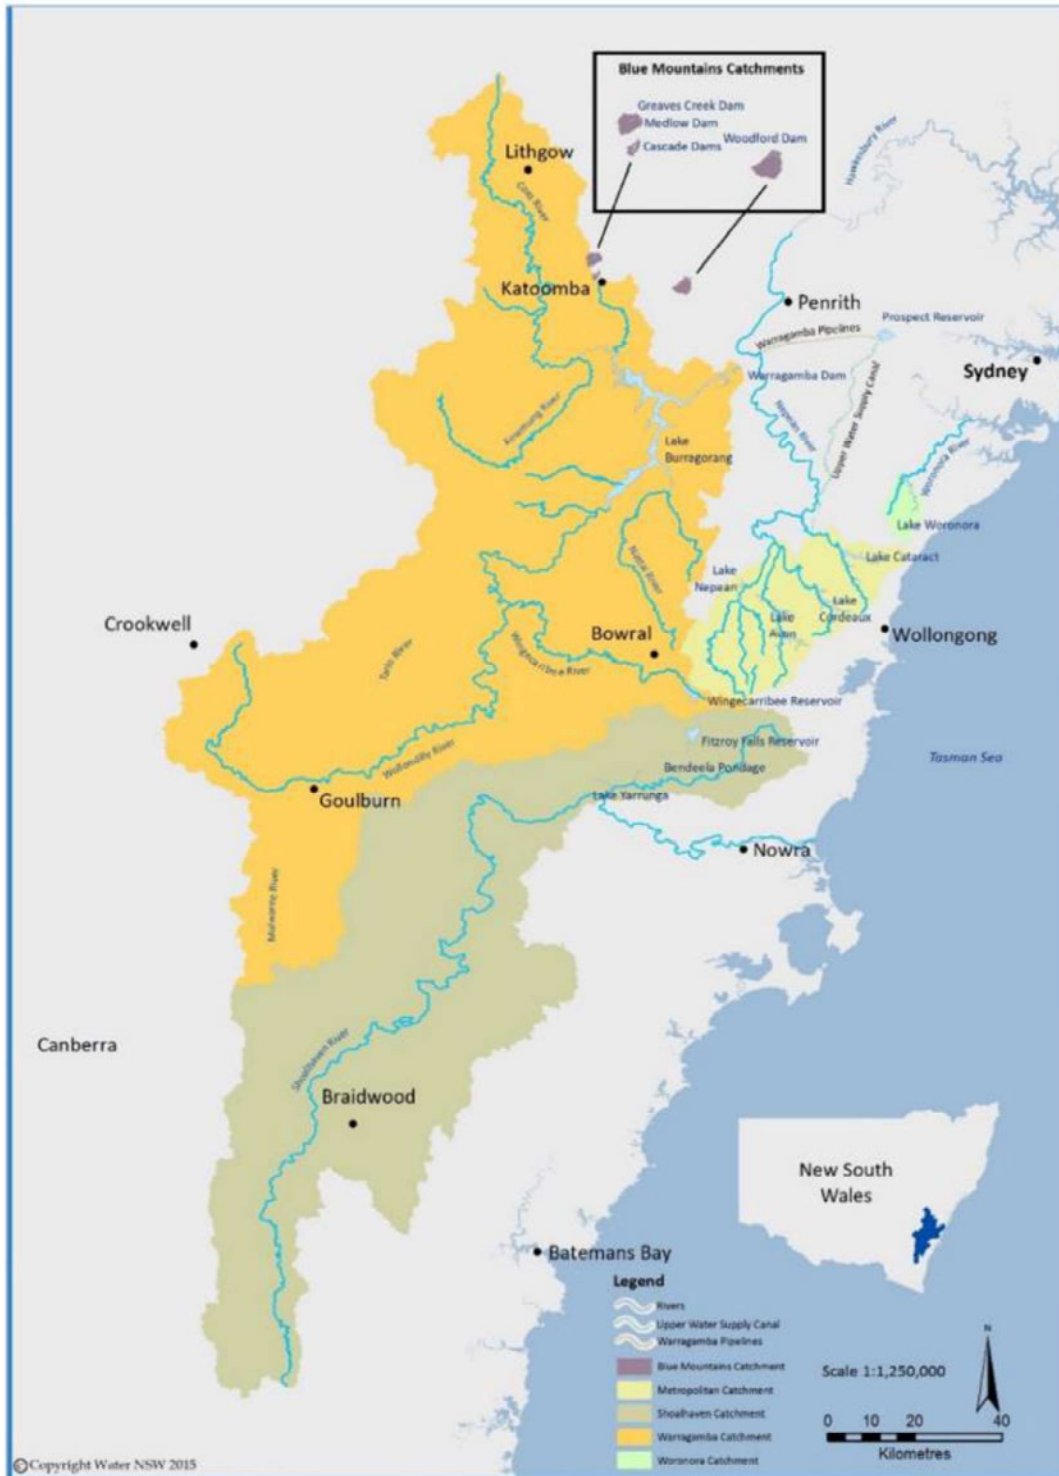 Blue Mountains Catchments
Greaves Creek Dam
Medlow Dam
Woodford Dam
Cascade Dams
Hawkesbury River
Lithgow
Coxs River
Katoomba
Penrith
Prospect Reservoir
Warragamba Pipelines
Sydney
Warragamba Dam
Upper Water Supply Canal
Nepean River
Kowmung River
Lake
Burragorang
Woronora River
Lake Woronora
Lake Cataract
Nattai River
Lake
Nepean
Lake
Cordeaux
Lake
Avon
Crookwell
Bowral
Wollongong
Tarlo River
Wingecarribee River
Wingecarribee Reservoir
Fitzroy Falls Reservoir
Tasman Sea
Wollondilly River
Bendeela Pondage
Goulburn
Lake Yarrunga
Nowra
Mulwaree River
Canberra
Shoalhaven River
Braidwood
New South
Wales
Batemans Bay
Legend
Rivers
Upper Water Supply Canal
Warragamba Pipelines
Blue Mountains Catchment
Metropolitan Catchment
Shoalhaven Catchment
Warragamba Catchment
Woronora Catchment
N
Scale 1:1,250,000
0 10 20 40
Kilometres
©Copyright Water NSW 2015